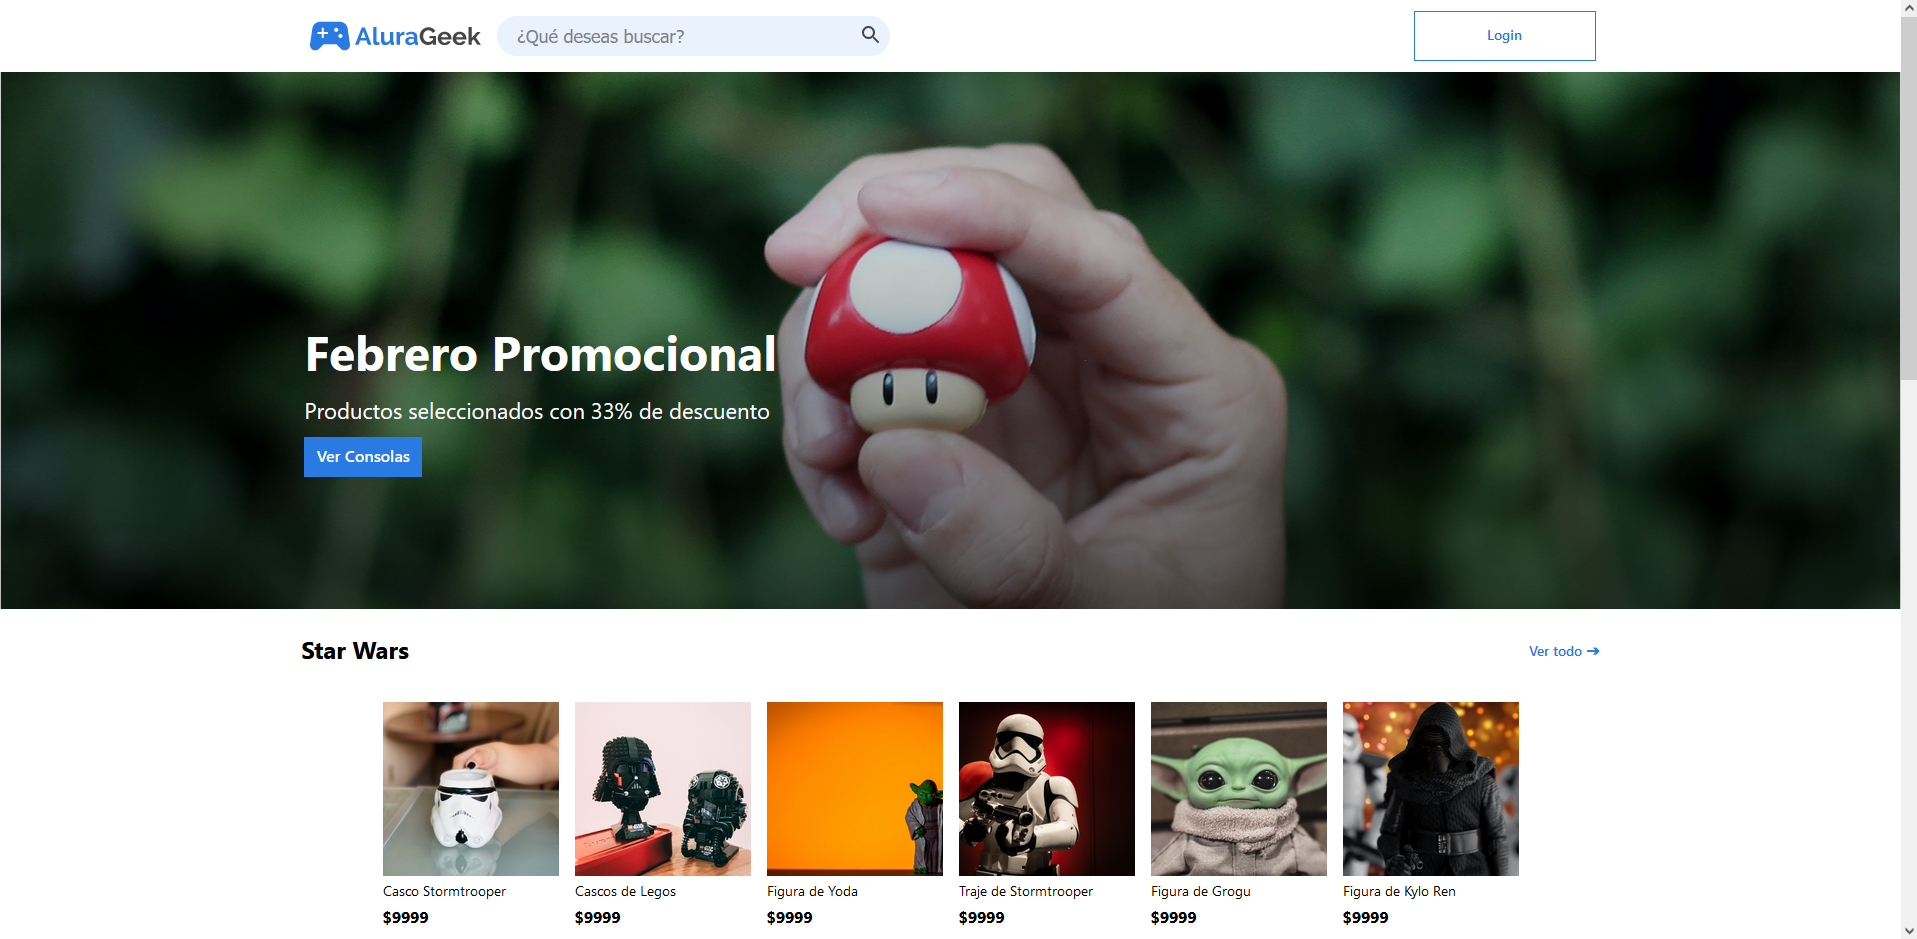 AluraGeek
¿Qué deseas buscar?
Login
Febrero Promocional
Productos seleccionados con 33% de descuento
Ver Consolas
Star Wars
Ver todo ➔
Casco Stormtrooper
$9999
Cascos de Legos
$9999
Figura de Yoda
$9999
Traje de Stormtrooper
$9999
Figura de Grogu
$9999
Figura de Kylo Ren
$9999